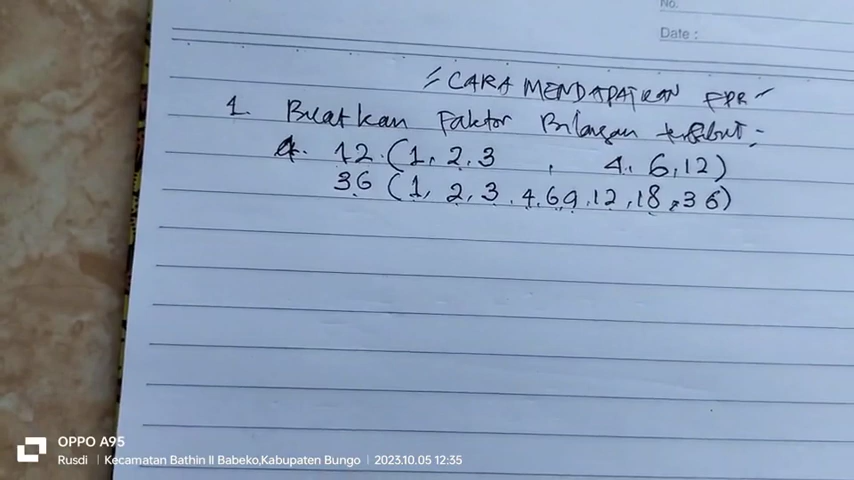 No.
Date :
= CARA MENDAPATKAN FPB -
1. Buatkan Faktor Bilangan tersebut :
a. 12. (1, 2, 3 , 4, 6, 12)
36 (1, 2, 3, 4, 6 9, 12, 18, 36)
OPPO A95
Rusdi | Kecamatan Bathin II Babeko,Kabupaten Bungo | 2023.10.05 12:35